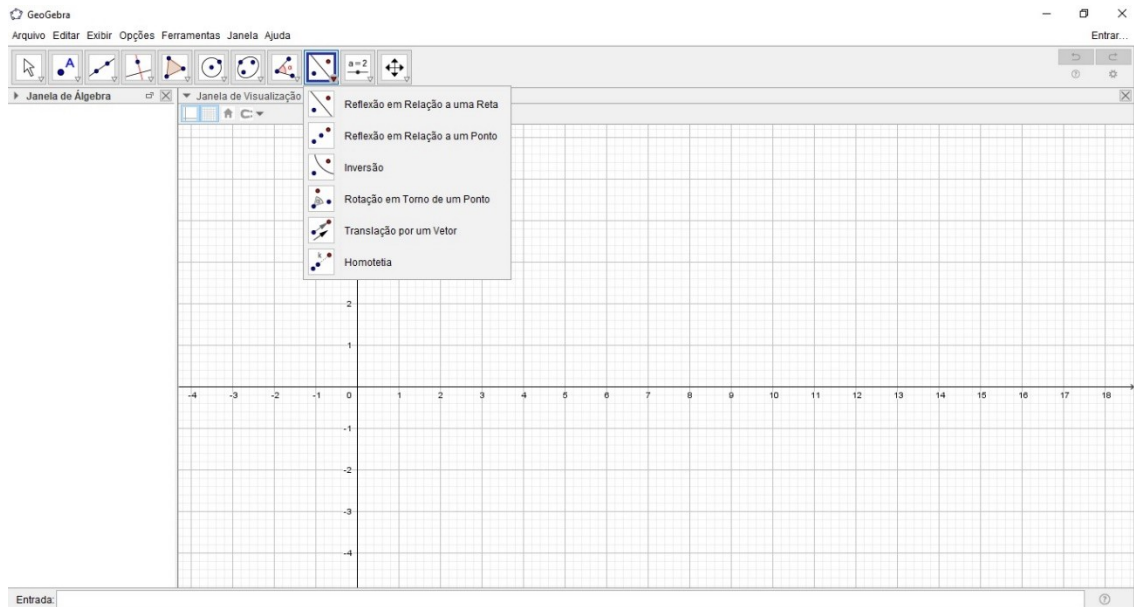 GeoGebra
Arquivo Editar Exibir Opções Ferramentas Janela Ajuda Entrar...
A a=2
Janela de Álgebra Janela de Visualização
Reflexão em Relação a uma Reta
Reflexão em Relação a um Ponto
Inversão
Rotação em Torno de um Ponto
Translação por um Vetor
Homotetia
2
1
-4 -3 -2 -1 0 1 2 3 4 5 6 7 8 9 10 11 12 13 14 15 16 17 18
-1
-2
-3
-4
Entrada: